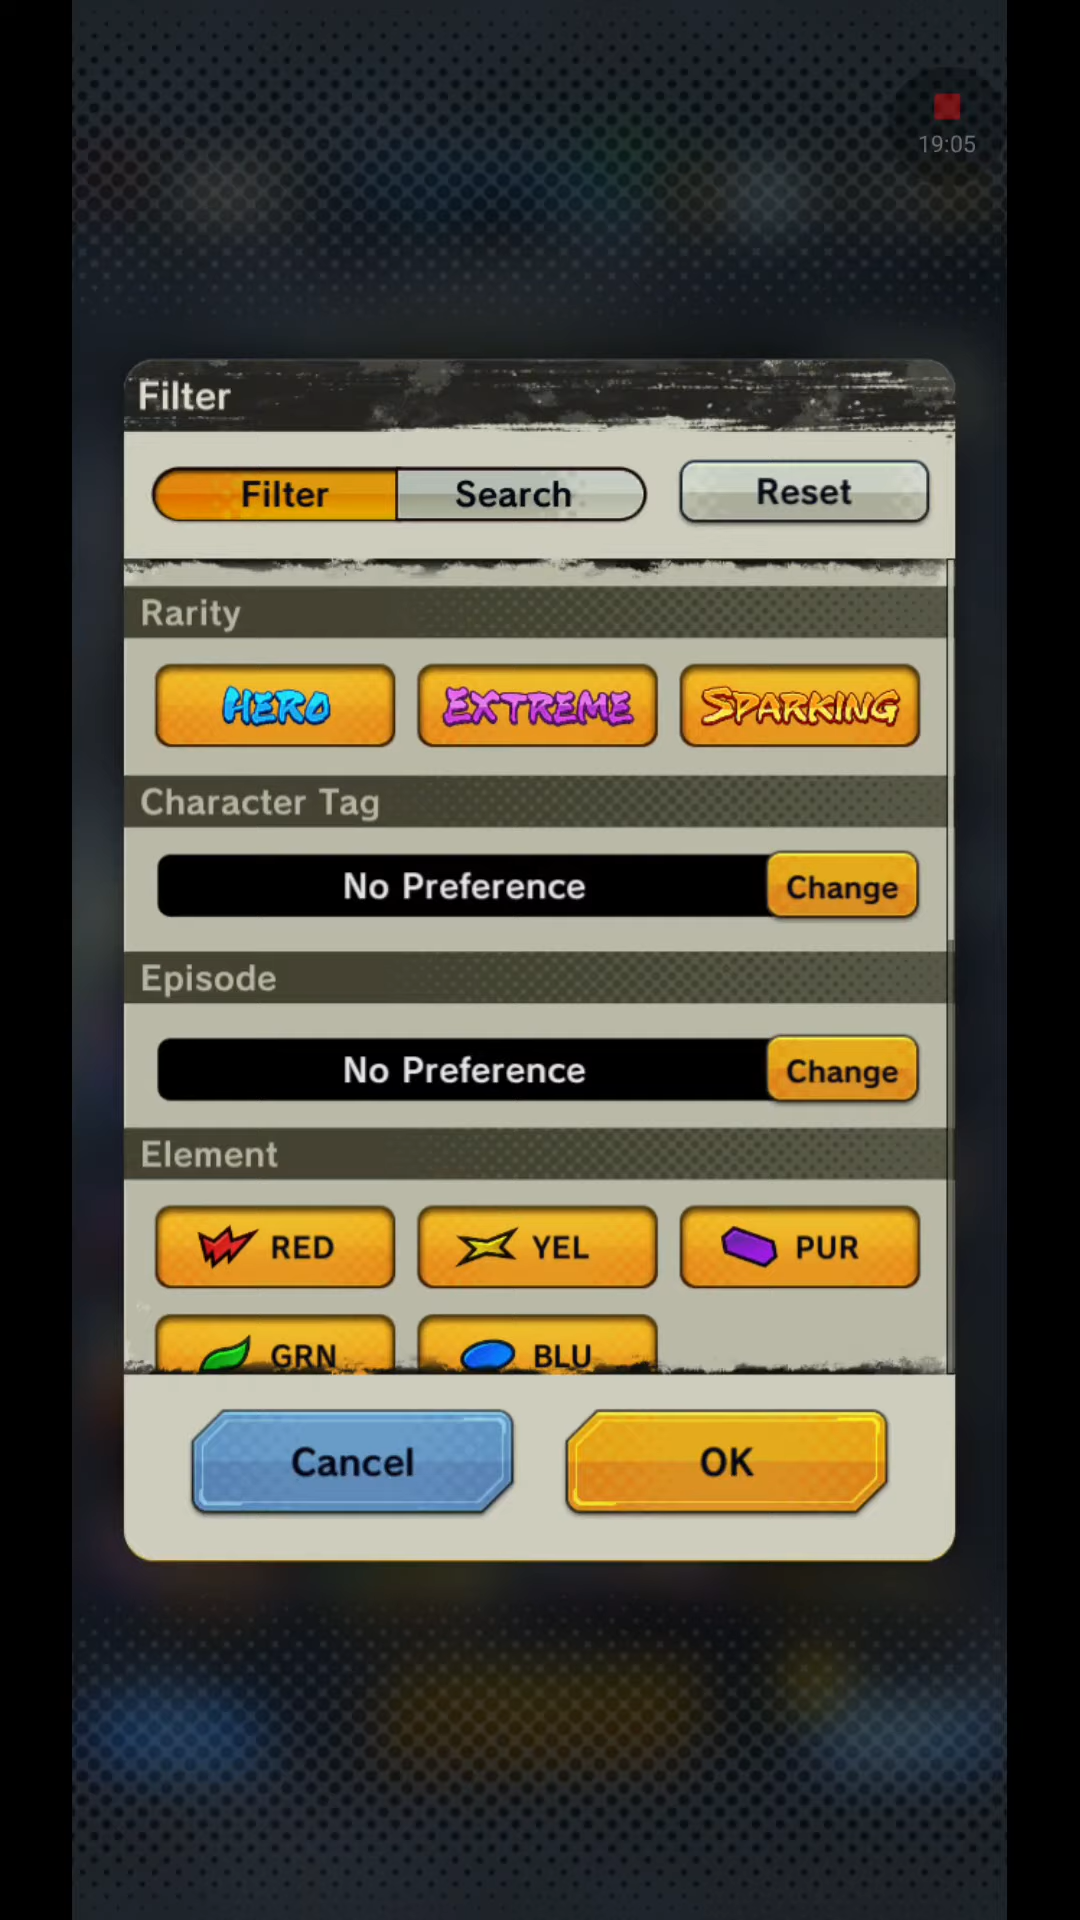 19:05
Filter
Filter Search Reset
Rarity
HERO EXTREME SPARKING
Character Tag
No Preference Change
Episode
No Preference Change
Element
RED YEL PUR
GRN BLU
Cancel OK